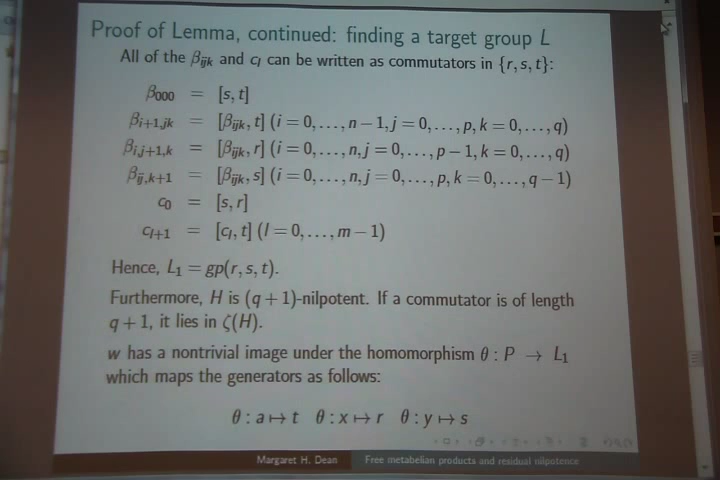 Proof of Lemma, continued: finding a target group L
All of the β_{ijk} and c_l can be written as commutators in {r, s, t}:
β_{000} = [s, t]
β_{i+1,jk} = [β_{ijk}, t] (i = 0, ..., n − 1, j = 0, ..., p, k = 0, ..., q)
β_{i,j+1,k} = [β_{ijk}, r] (i = 0, ..., n, j = 0, ..., p − 1, k = 0, ..., q)
β_{ij,k+1} = [β_{ijk}, s] (i = 0, ..., n, j = 0, ..., p, k = 0, ..., q − 1)
c_0 = [s, r]
c_{l+1} = [c_l, t] (l = 0, ..., m − 1)
Hence, L_1 = gp(r, s, t).
Furthermore, H is (q + 1)-nilpotent. If a commutator is of length
q + 1, it lies in ζ(H).
w has a nontrivial image under the homomorphism θ : P → L_1
which maps the generators as follows:
θ : a ↦ t θ : x ↦ r θ : y ↦ s
Margaret H. Dean Free metabelian products and residual nilpotence